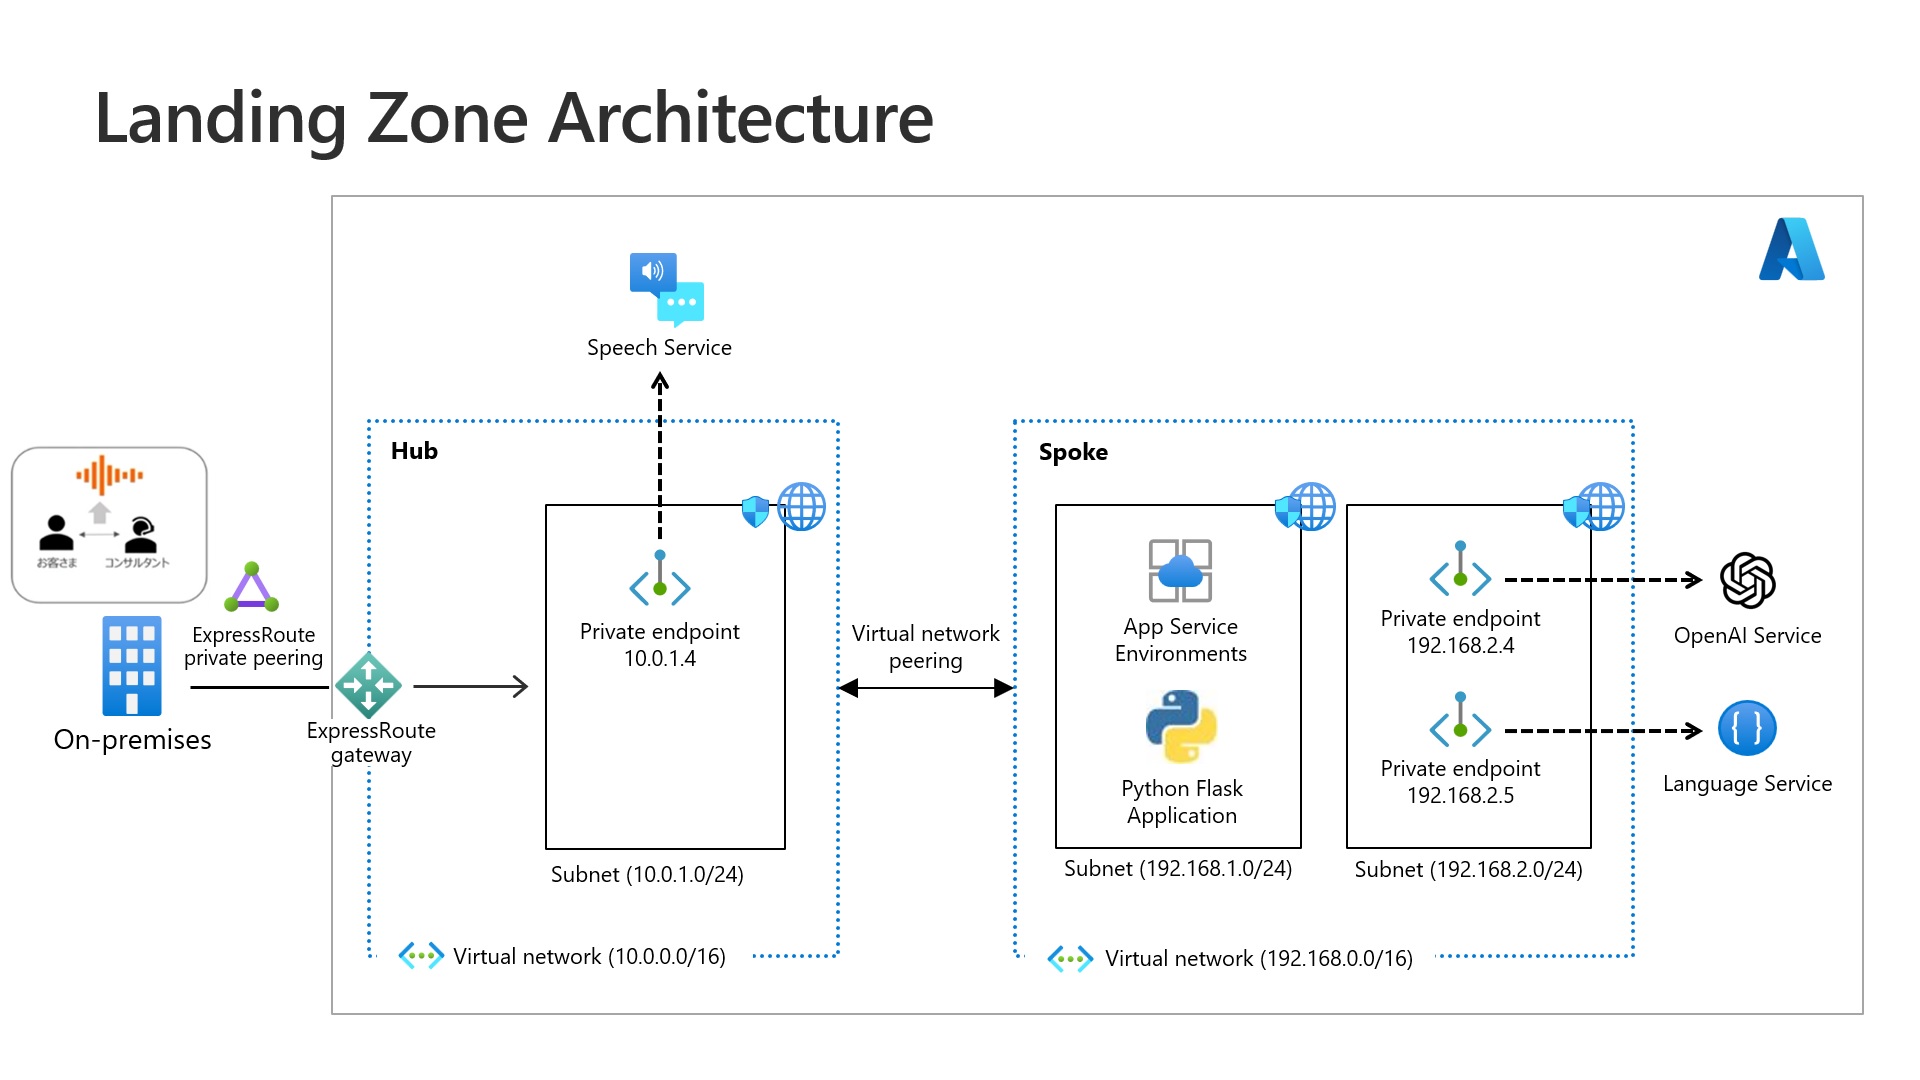 Landing Zone Architecture
Speech Service
Hub
Spoke
お客さま
コンサルタント
ExpressRoute
private peering
On-premises
ExpressRoute
gateway
Private endpoint
10.0.1.4
Subnet (10.0.1.0/24)
Virtual network (10.0.0.0/16)
Virtual network
peering
App Service
Environments
Python Flask
Application
Subnet (192.168.1.0/24)
Private endpoint
192.168.2.4
Private endpoint
192.168.2.5
Subnet (192.168.2.0/24)
Virtual network (192.168.0.0/16)
OpenAI Service
Language Service